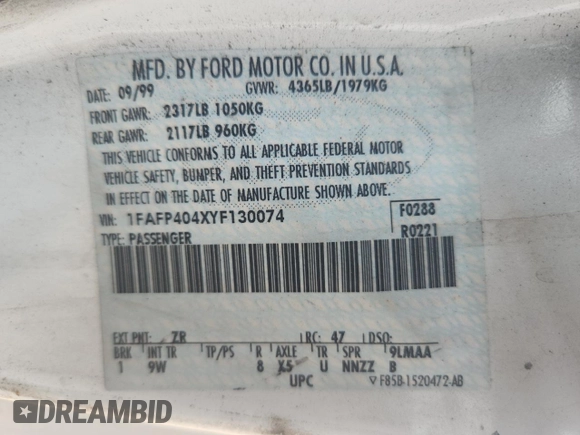 MFD. BY FORD MOTOR CO. IN U.S.A.
DATE: 09/99 GVWR: 4365LB/1979KG
FRONT GAWR: 2317LB 1050KG
REAR GAWR: 2117LB 960KG
THIS VEHICLE CONFORMS TO ALL APPLICABLE FEDERAL MOTOR
VEHICLE SAFETY, BUMPER, AND THEFT PREVENTION STANDARDS
IN EFFECT ON THE DATE OF MANUFACTURE SHOWN ABOVE.
VIN: 1FAFP404XYF130074 F0288
TYPE: PASSENGER R0221
EXT PNT: ZR RC: 47 DSO:
BRK INT TR TP/PS R AXLE TR SPR 9LMAA
1 9W 8 X5 U NNZZ B
UPC F85B-1520472-AB
DREAMBID